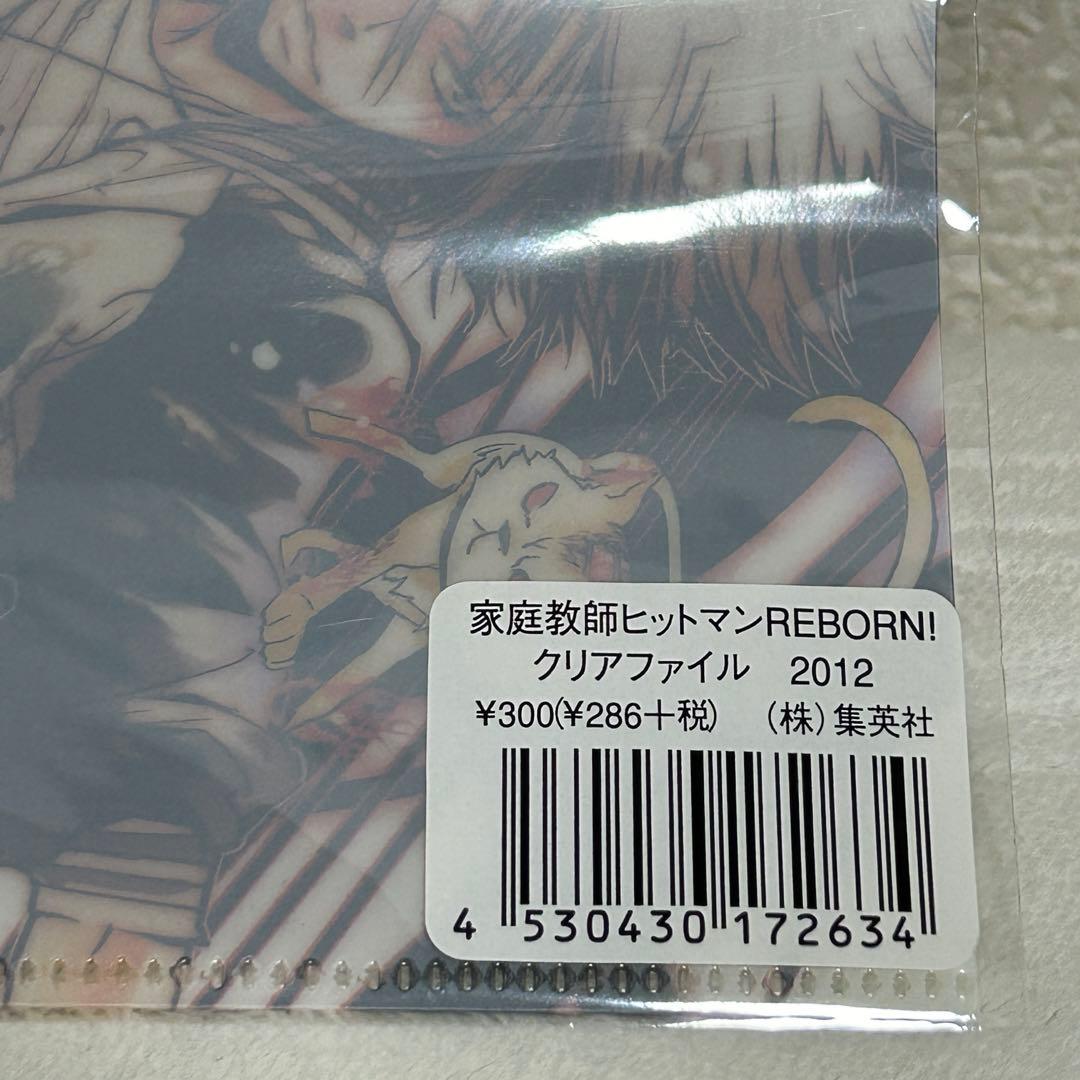 家庭教師ヒットマンREBORN!
クリアファイル　2012
¥300(¥286+税)　(株)集英社
4 530430 172634